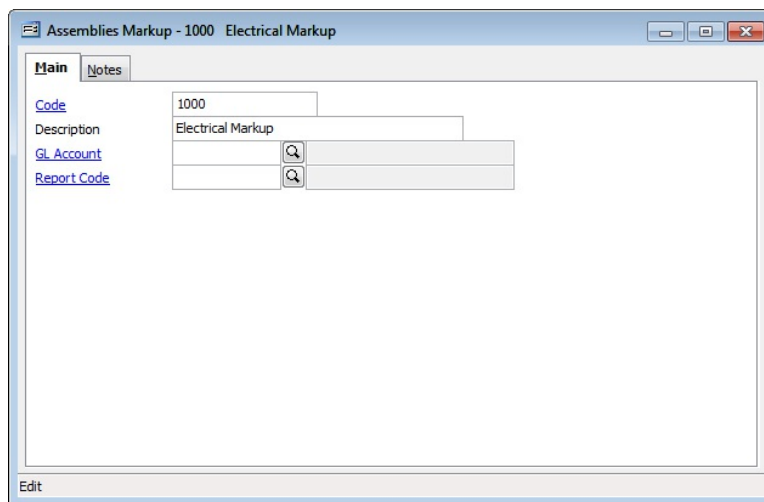 Assemblies Markup - 1000 Electrical Markup
Main Notes
Code 1000
Description Electrical Markup
GL Account
Report Code
Edit